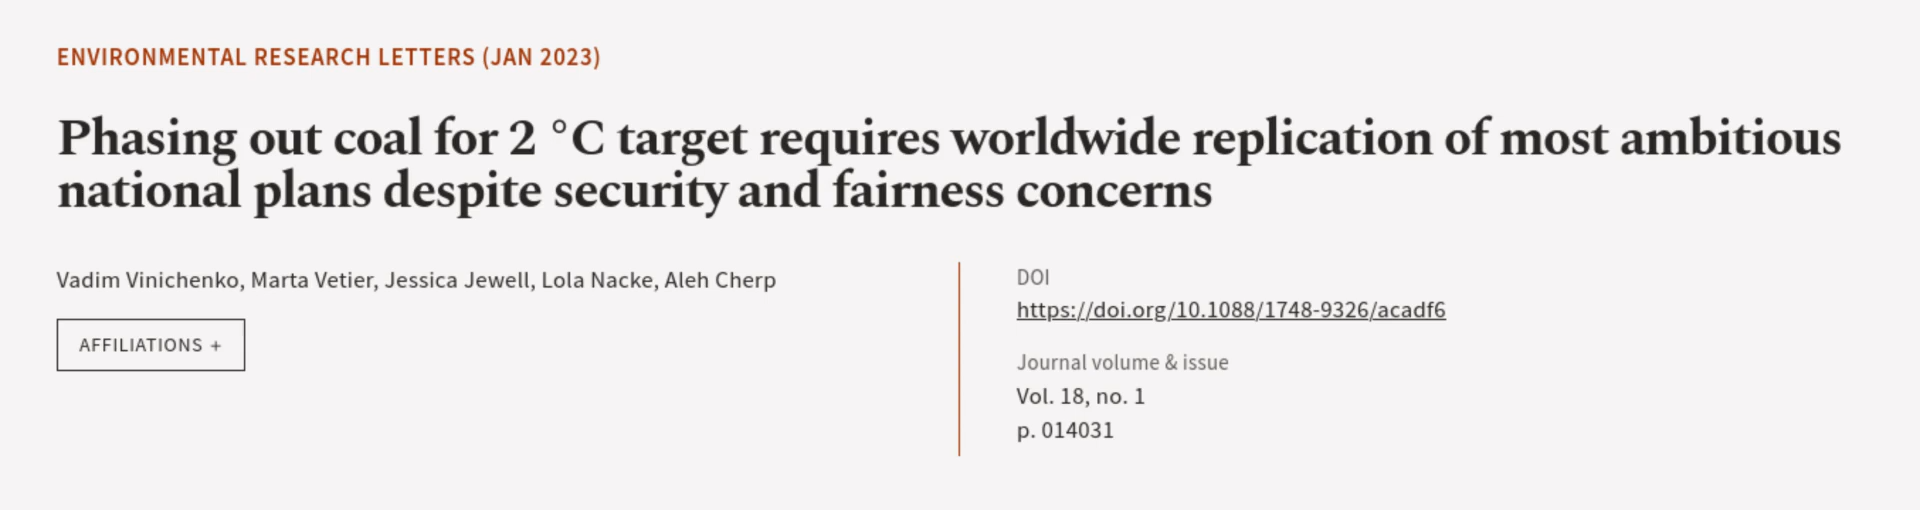 ENVIRONMENTAL RESEARCH LETTERS (JAN 2023)
Phasing out coal for 2 °C target requires worldwide replication of most ambitious
national plans despite security and fairness concerns
Vadim Vinichenko, Marta Vetier, Jessica Jewell, Lola Nacke, Aleh Cherp
AFFILIATIONS +
DOI
https://doi.org/10.1088/1748-9326/acadf6
Journal volume & issue
Vol. 18, no. 1
p. 014031